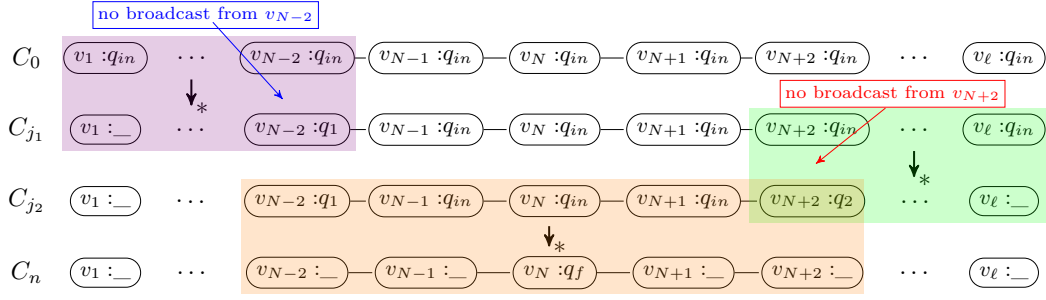 no broadcast from v_{N−2}
C_0 v_1 :q_{in} ⋯ v_{N−2} :q_{in} v_{N−1} :q_{in} v_N :q_{in} v_{N+1} :q_{in} v_{N+2} :q_{in} ⋯ v_ℓ :q_{in}
no broadcast from v_{N+2}
*
C_{j_1} v_1 :_ ⋯ v_{N−2} :q_1 v_{N−1} :q_{in} v_N :q_{in} v_{N+1} :q_{in} v_{N+2} :q_{in} ⋯ v_ℓ :q_{in}
*
C_{j_2} v_1 :_ ⋯ v_{N−2} :q_1 v_{N−1} :q_{in} v_N :q_{in} v_{N+1} :q_{in} v_{N+2} :q_2 ⋯ v_ℓ :_
*
C_n v_1 :_ ⋯ v_{N−2} :_ v_{N−1} :_ v_N :q_f v_{N+1} :_ v_{N+2} :_ ⋯ v_ℓ :_